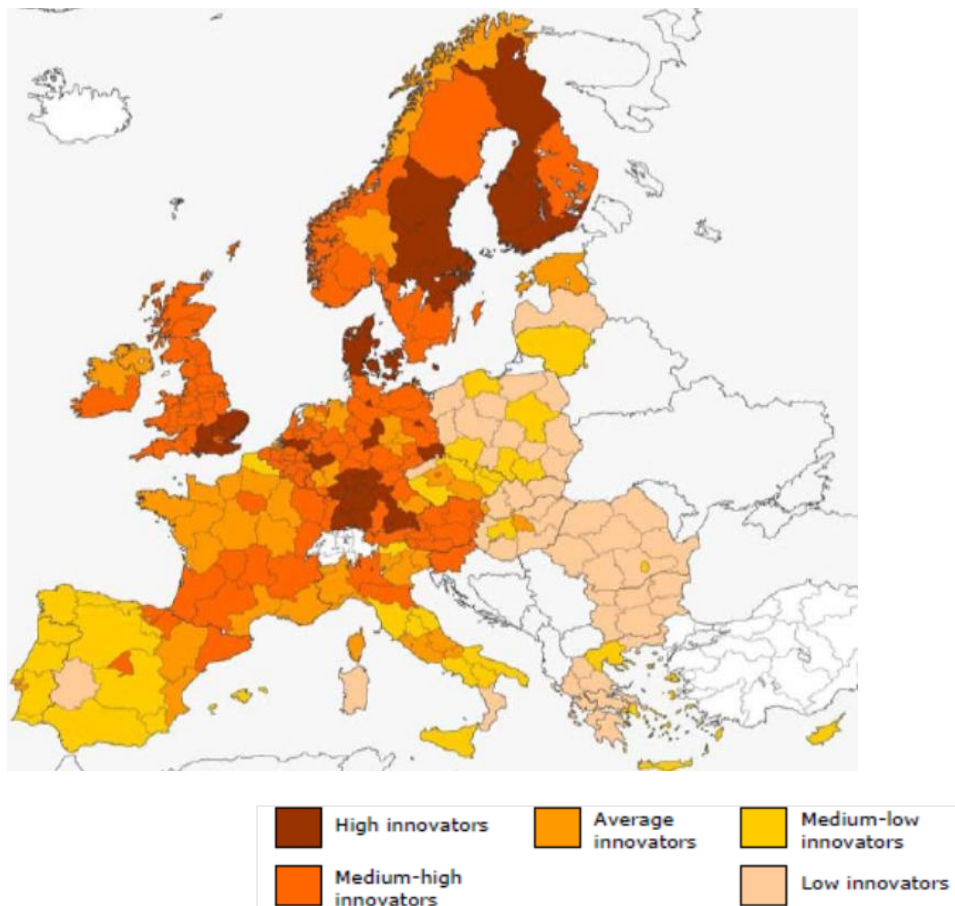 High innovators
Average
innovators
Medium-low
innovators
Medium-high
innovators
Low innovators